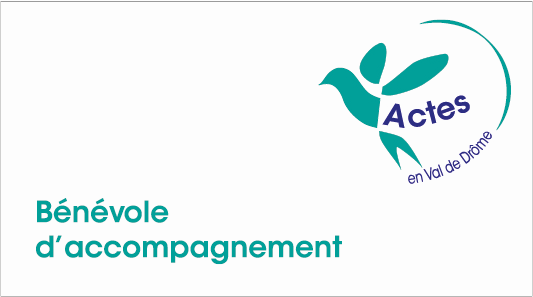 Actes
en Val de Drôme
Bénévole
d'accompagnement